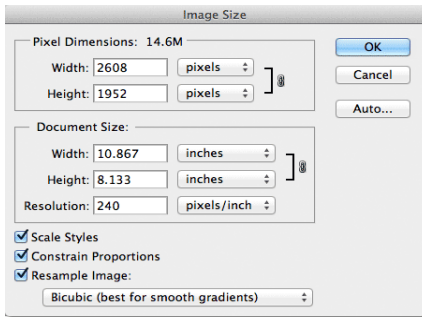 Image Size
Pixel Dimensions: 14.6M
Width: 2608 pixels
Height: 1952 pixels
OK
Cancel
Auto...
Document Size:
Width: 10.867 inches
Height: 8.133 inches
Resolution: 240 pixels/inch
Scale Styles
Constrain Proportions
Resample Image:
Bicubic (best for smooth gradients)